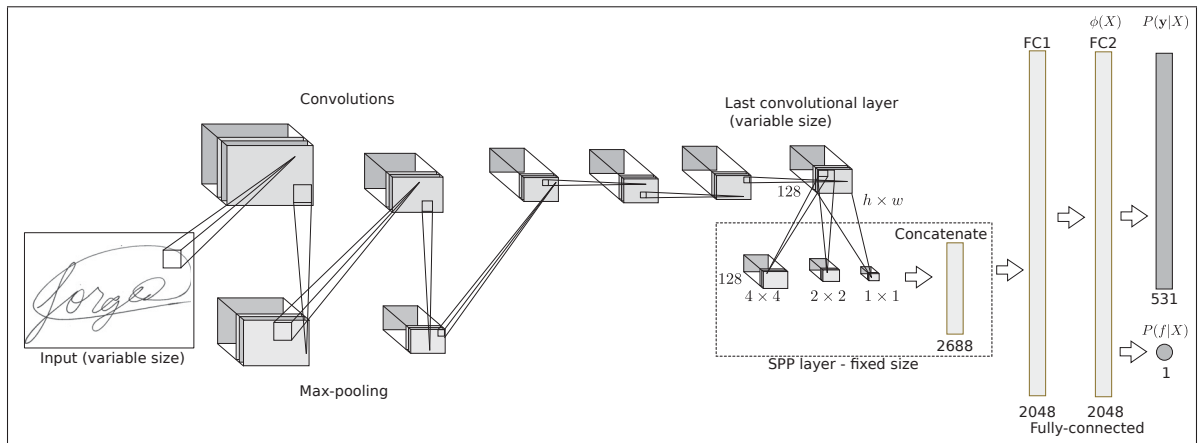 ϕ(X)
P(y|X)
FC1
FC2
Convolutions
Last convolutional layer
(variable size)
128
h × w
Concatenate
128
4 × 4
2 × 2
1 × 1
531
P(f|X)
2688
Input (variable size)
SPP layer - fixed size
1
Max-pooling
2048
2048
Fully-connected